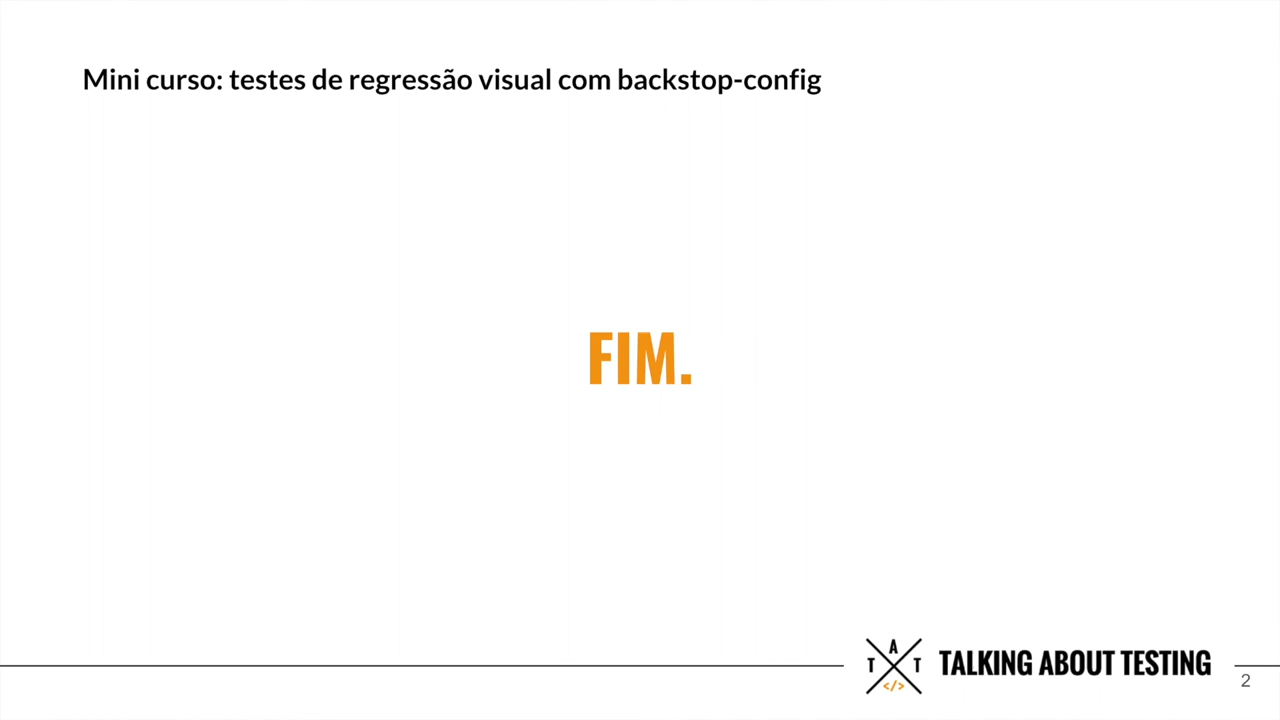 Mini curso: testes de regressão visual com backstop-config
FIM.
A
T T
</>
TALKING ABOUT TESTING
2